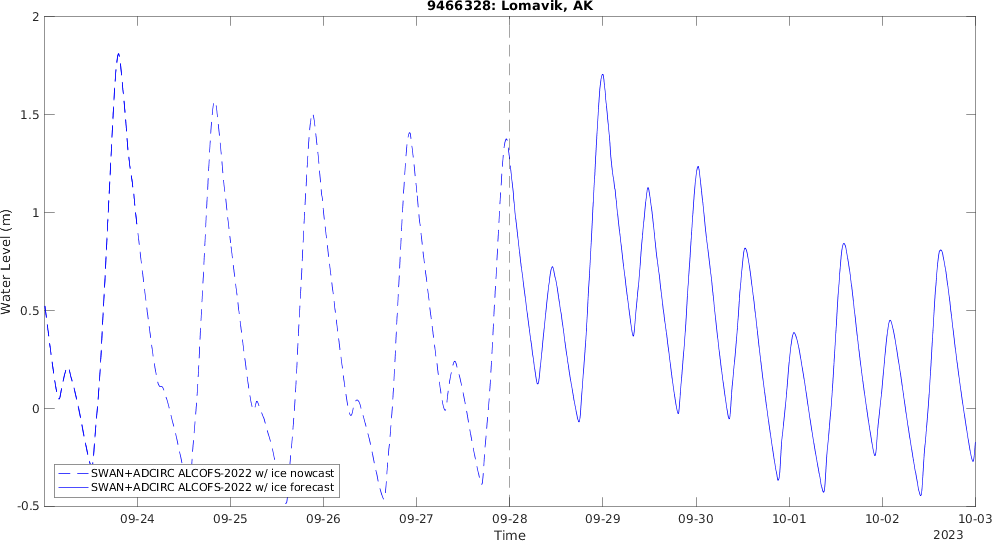 9466328: Lomavik, AK
2
1.5
1
0.5
0
-0.5
Water Level (m)
SWAN+ADCIRC ALCOFS-2022 w/ ice nowcast
SWAN+ADCIRC ALCOFS-2022 w/ ice forecast
09-24 09-25 09-26 09-27 09-28 09-29 09-30 10-01 10-02 10-03
Time
2023